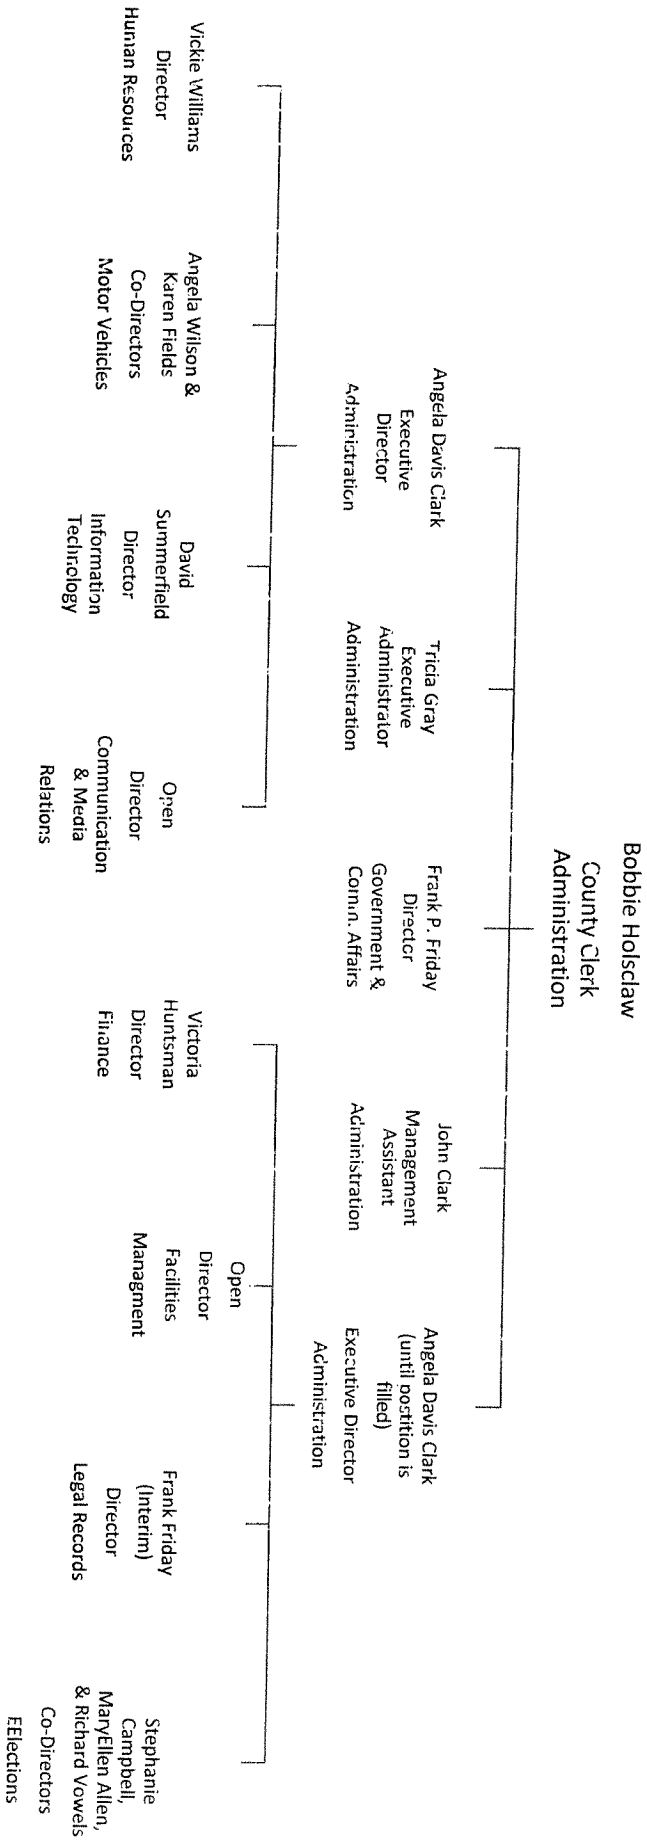 Bobbie Holsclaw
County Clerk
Administration
Angela Davis Clark
Executive
Director
Administration
Tricia Gray
Executive
Administrator
Administration
Frank P. Friday
Director
Government &
Comm. Affairs
John Clark
Management
Assistant
Administration
Angela Davis Clark
(until postition is
filled)
Executive Director
Administration
Vickie Williams
Director
Human Resources
Angela Wilson &
Karen Fields
Co-Directors
Motor Vehicles
David
Summerfield
Director
Information
Technology
Open
Director
Communication
& Media
Relations
Victoria
Huntsman
Director
Finance
Open
Director
Facilities
Managment
Frank Friday
(Interim)
Director
Legal Records
Stephanie
Campbell,
MaryEllen Allen,
& Richard Vowels
Co-Directors
EElections